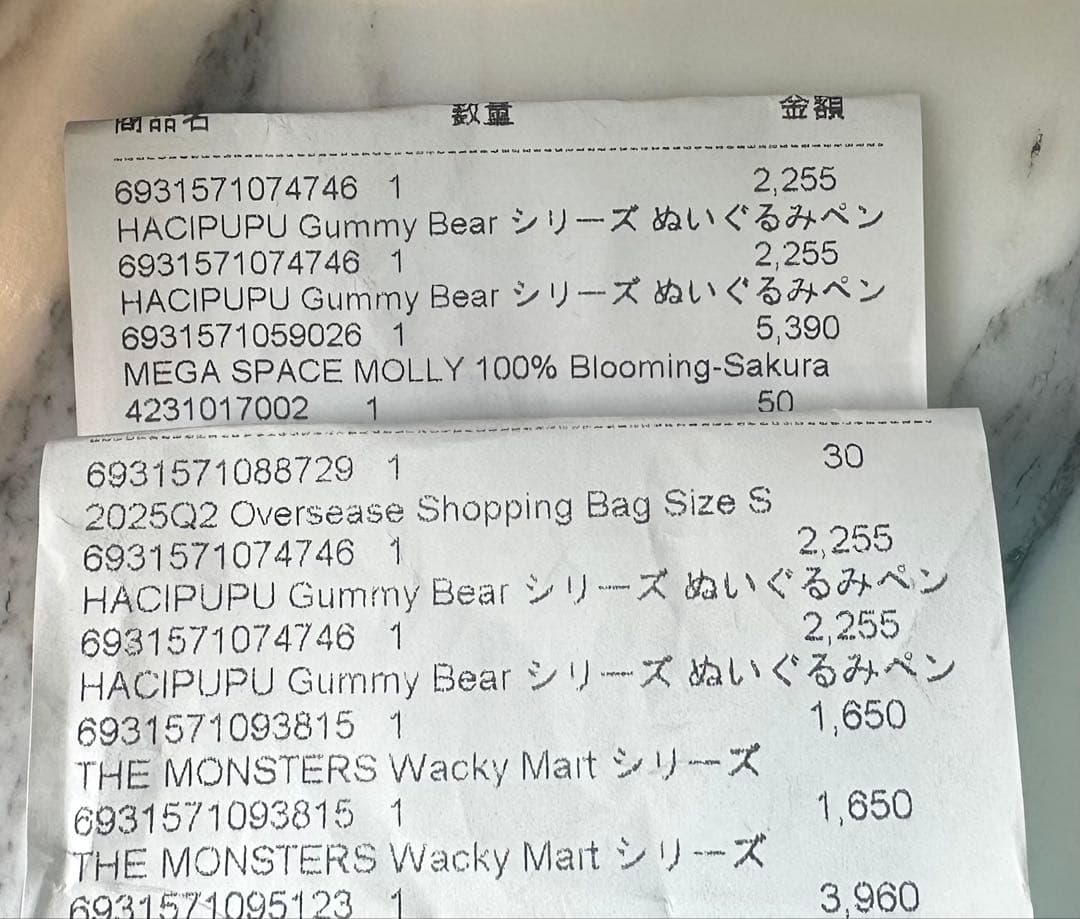 商品名 数量 金額
6931571074746 1 2,255
HACIPUPU Gummy Bear シリーズ ぬいぐるみペン
6931571074746 1 2,255
HACIPUPU Gummy Bear シリーズ ぬいぐるみペン
6931571059026 1 5,390
MEGA SPACE MOLLY 100% Blooming-Sakura
4231017002 1 50
6931571088729 1 30
2025Q2 Oversease Shopping Bag Size S
6931571074746 1 2,255
HACIPUPU Gummy Bear シリーズ ぬいぐるみペン
6931571074746 1 2,255
HACIPUPU Gummy Bear シリーズ ぬいぐるみペン
6931571093815 1 1,650
THE MONSTERS Wacky Mart シリーズ
6931571093815 1 1,650
THE MONSTERS Wacky Mart シリーズ
6931571095123 1 3,960